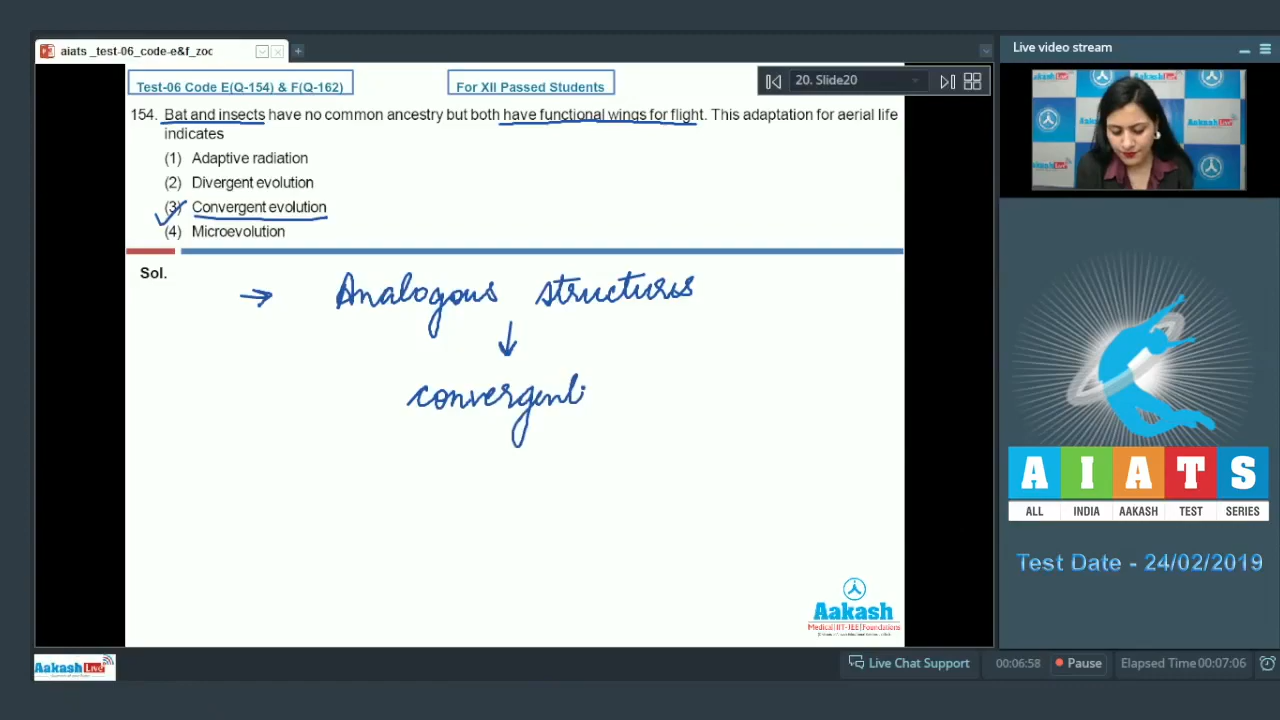 aiats _test-06_code-e&f_zoc
Live video stream
Test-06 Code E(Q-154) & F(Q-162)
For XII Passed Students
20. Slide20
154. Bat and insects have no common ancestry but both have functional wings for flight. This adaptation for aerial life
indicates
(1) Adaptive radiation
(2) Divergent evolution
(3) Convergent evolution
(4) Microevolution
Sol.
→ Analogous structures
↓
convergent
AIATS
ALL INDIA AAKASH TEST SERIES
Test Date - 24/02/2019
Aakash
Medical|IIT-JEE|Foundations
Aakash Live
Live Chat Support
00:06:58
Pause
Elapsed Time 00:07:06